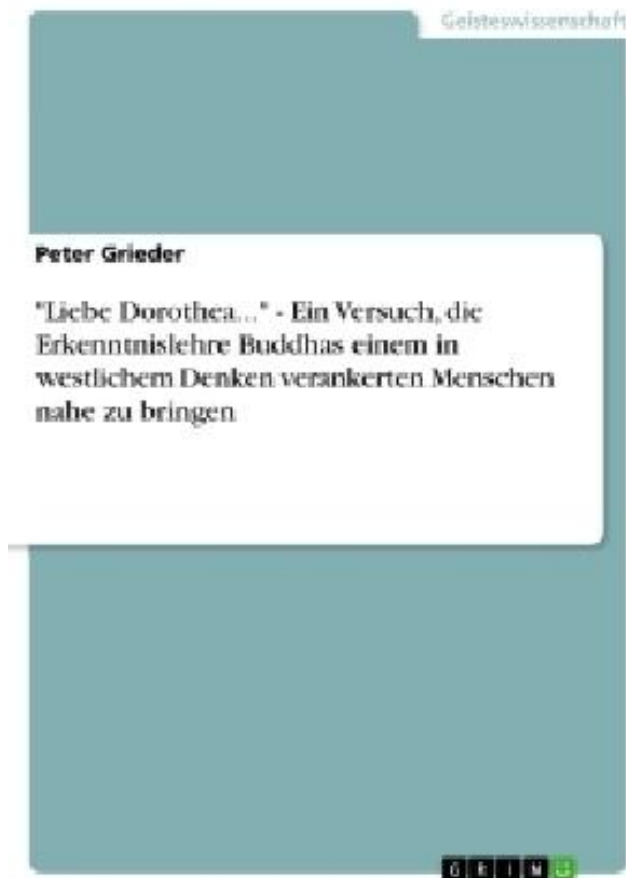 Geisteswissenschaft
Peter Grieder
"Liebe Dorothea..." - Ein Versuch, die
Erkenntnislehre Buddhas einem in
westlichem Denken verankerten Menschen
nahe zu bringen
GRIN